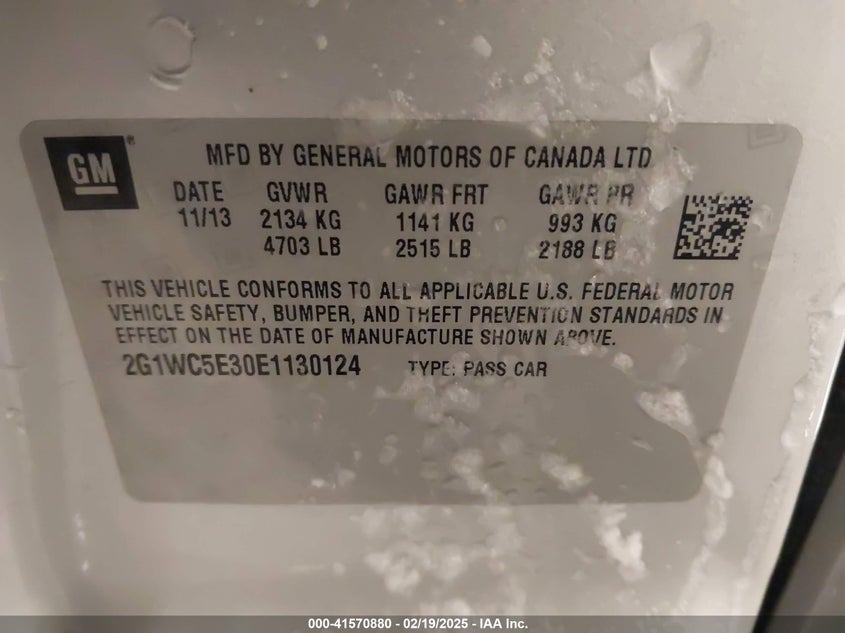 GM®
MFD BY GENERAL MOTORS OF CANADA LTD
DATE GVWR GAWR FRT GAWR RR
11/13 2134 KG 1141 KG 993 KG
4703 LB 2515 LB 2188 LB
THIS VEHICLE CONFORMS TO ALL APPLICABLE U.S. FEDERAL MOTOR
VEHICLE SAFETY, BUMPER, AND THEFT PREVENTION STANDARDS IN
EFFECT ON THE DATE OF MANUFACTURE SHOWN ABOVE.
2G1WC5E30E1130124 TYPE: PASS CAR
000-41570880 - 02/19/2025 - IAA Inc.